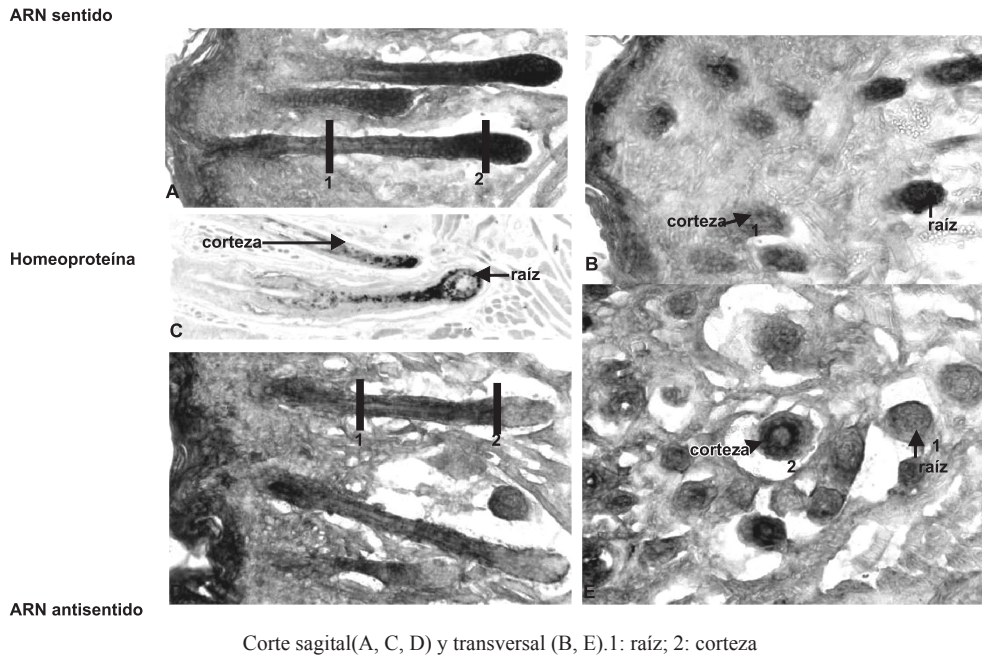 ARN sentido
A
1
2
B
corteza
1
raíz
Homeoproteína
C
corteza
raíz
1
2
E
corteza
2
1
raíz
ARN antisentido
Corte sagital(A, C, D) y transversal (B, E).1: raíz; 2: corteza